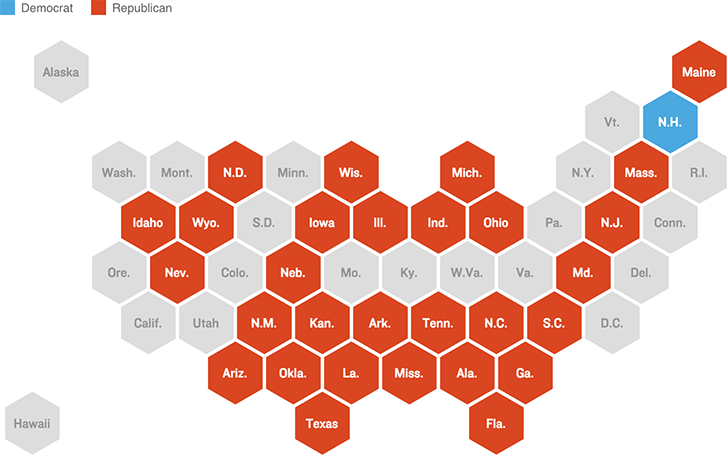 Democrat Republican
Alaska Maine
Vt. N.H.
Wash. Mont. N.D. Minn. Wis. Mich. N.Y. Mass. R.I.
Idaho Wyo. S.D. Iowa Ill. Ind. Ohio Pa. N.J. Conn.
Ore. Nev. Colo. Neb. Mo. Ky. W.Va. Va. Md. Del.
Calif. Utah N.M. Kan. Ark. Tenn. N.C. S.C. D.C.
Ariz. Okla. La. Miss. Ala. Ga.
Hawaii Texas Fla.